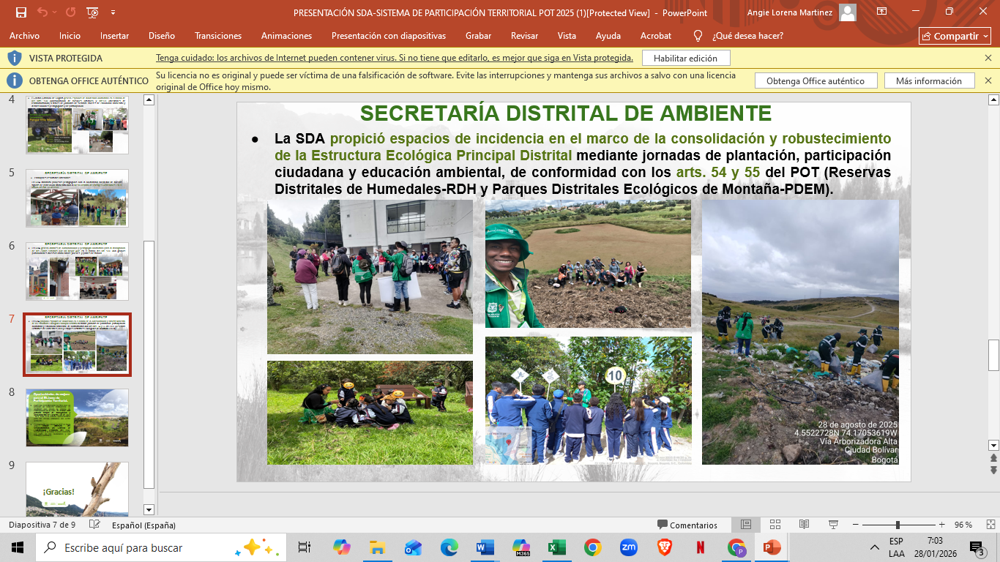 PRESENTACIÓN SDA-SISTEMA DE PARTICIPACIÓN TERRITORIAL POT 2025 (1)[Protected View] - PowerPoint
Angie Lorena Martinez
Archivo Inicio Insertar Diseño Transiciones Animaciones Presentación con diapositivas Grabar Revisar Vista Ayuda Acrobat ¿Qué desea hacer? Compartir
VISTA PROTEGIDA Tenga cuidado: los archivos de Internet pueden contener virus. Si no tiene que editarlo, es mejor que siga en Vista protegida. Habilitar edición
OBTENGA OFFICE AUTÉNTICO Su licencia no es original y puede ser víctima de una falsificación de software. Evite las interrupciones y mantenga sus archivos a salvo con una licencia
original de Office hoy mismo.
Obtenga Office auténtico Más información
4
5
6
7
8
9
¡Gracias!
SECRETARÍA DISTRITAL DE AMBIENTE
● La SDA propició espacios de incidencia en el marco de la consolidación y robustecimiento
de la Estructura Ecológica Principal Distrital mediante jornadas de plantación, participación
ciudadana y educación ambiental, de conformidad con los arts. 54 y 55 del POT (Reservas
Distritales de Humedales-RDH y Parques Distritales Ecológicos de Montaña-PDEM).
10
28 de agosto de 2025
4.5522728N 74.17053619W
Vía Arborizadora Alta
Ciudad Bolívar
Bogotá
Diapositiva 7 de 9 Español (España) Comentarios 96 %
Escribe aquí para buscar
M365
zm
N
P
ESP
LAA
7:03
28/01/2026
3